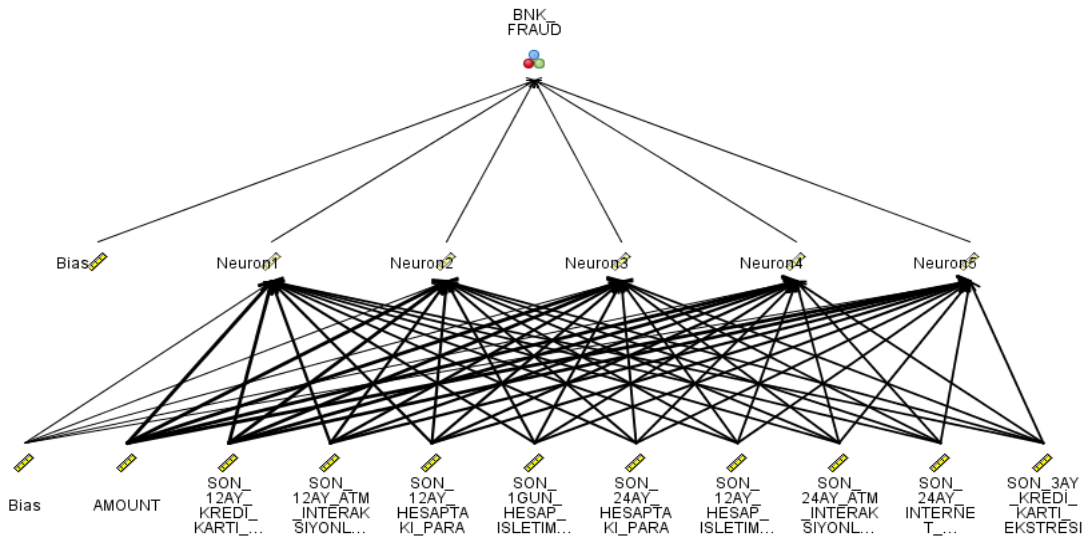 BNK_
FRAUD
Bias
Neuron1
Neuron2
Neuron3
Neuron4
Neuron5
Bias
AMOUNT
SON_
12AY_
KREDİ_
KARTI_...
SON_
12AY_ATM
_INTERAK
SIYONL...
SON_
12AY_
HESAPTA
KI_PARA
SON_
1GUN_
HESAP_
ISLETIM...
SON_
24AY_
HESAPTA
KI_PARA
SON_
12AY_
HESAP_
ISLETIM...
SON_
24AY_ATM
_INTERAK
SIYONL...
SON_
24AY_
INTERNE
T_...
SON_3AY
_KREDİ_
KARTI_
EKSTRESİ